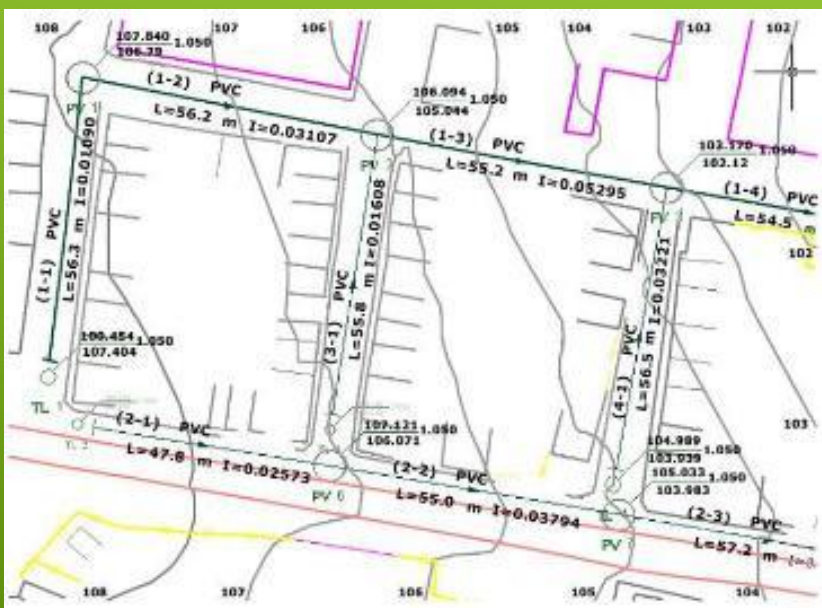 108
107
106
105
104
103
102
107.840
106.79
1.050
(1-2) PVC
L=56.2 m I=0.03107
PV 1
106.094
105.044
1.050
(1-3) PVC
L=55.2 m I=0.05295
PV
103.170
102.12
1.050
(1-4) PVC
L=54.5 m
PV
102
(1-1) PVC
L=56.3 m I=0.01090
(3-1) PVC
L=55.8 m I=0.01608
(4-1) PVC
L=56.5 m I=0.03221
107.404
1.050
TL
(2-1) PVC
L=47.8 m I=0.02573
107.121
106.071
1.050
PV 6
(2-2) PVC
L=55.0 m I=0.03794
103
104.989
103.939
1.050
105.033
103.983
1.050
TL
PV
(2-3) PVC
L=57.2 m
108
107
106
105
104